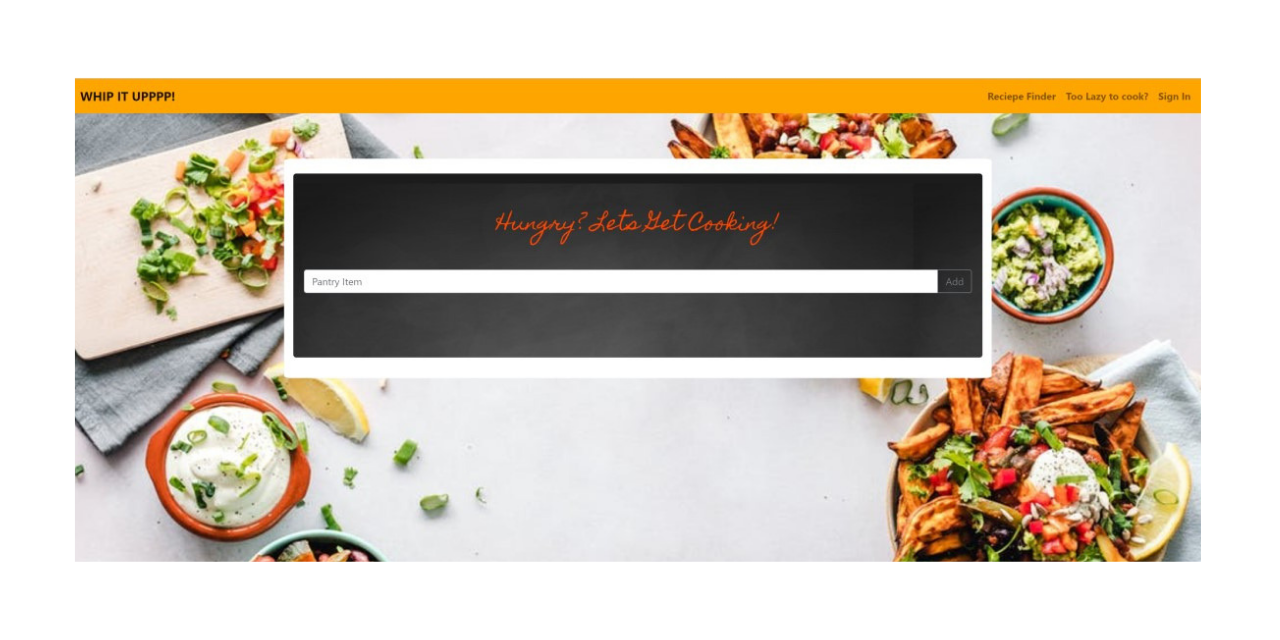 WHIP IT UPPPP!
Reciepe Finder Too Lazy to cook? Sign In
Hungry? Lets Get Cooking!
Pantry Item Add